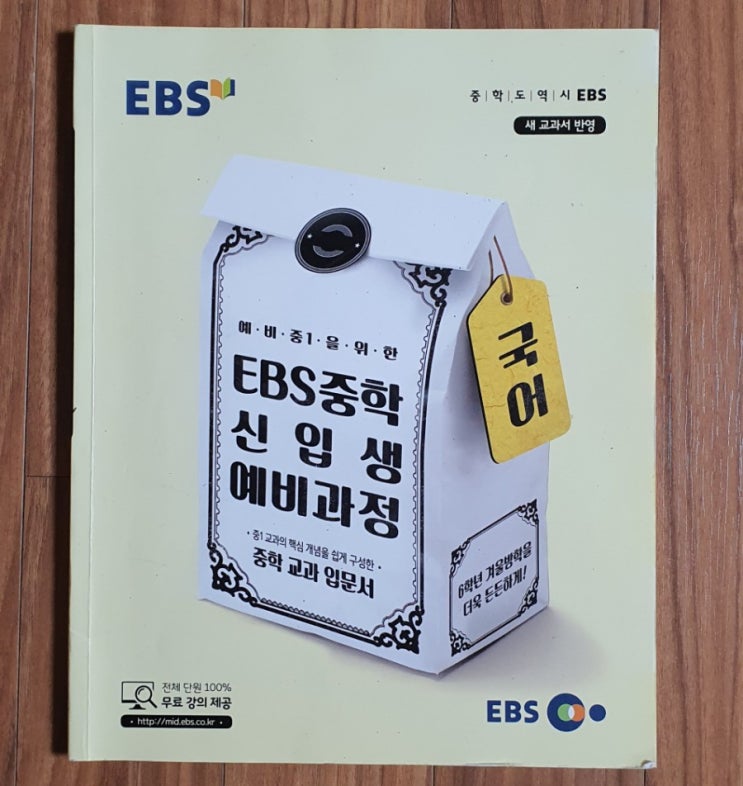 EBS
중|학|도|역|시 EBS
새 교과서 반영
예·비·중1·을·위·한
EBS중학
신입생
예비과정
· 중1 교과의 핵심 개념을 쉽게 구성한 ·
중학 교과 입문서
국어
6학년 겨울방학을
더욱 든든하게!
전체 단원 100%
무료 강의 제공
· http://mid.ebs.co.kr ·
EBS